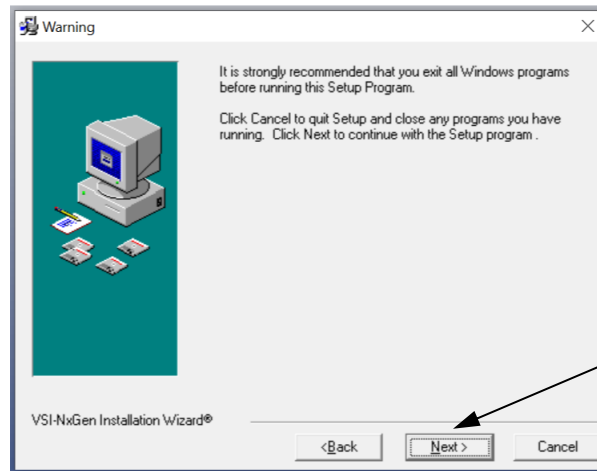 Warning
It is strongly recommended that you exit all Windows programs
before running this Setup Program.
Click Cancel to quit Setup and close any programs you have
running. Click Next to continue with the Setup program .
VSI-NxGen Installation Wizard®
<Back
Next >
Cancel